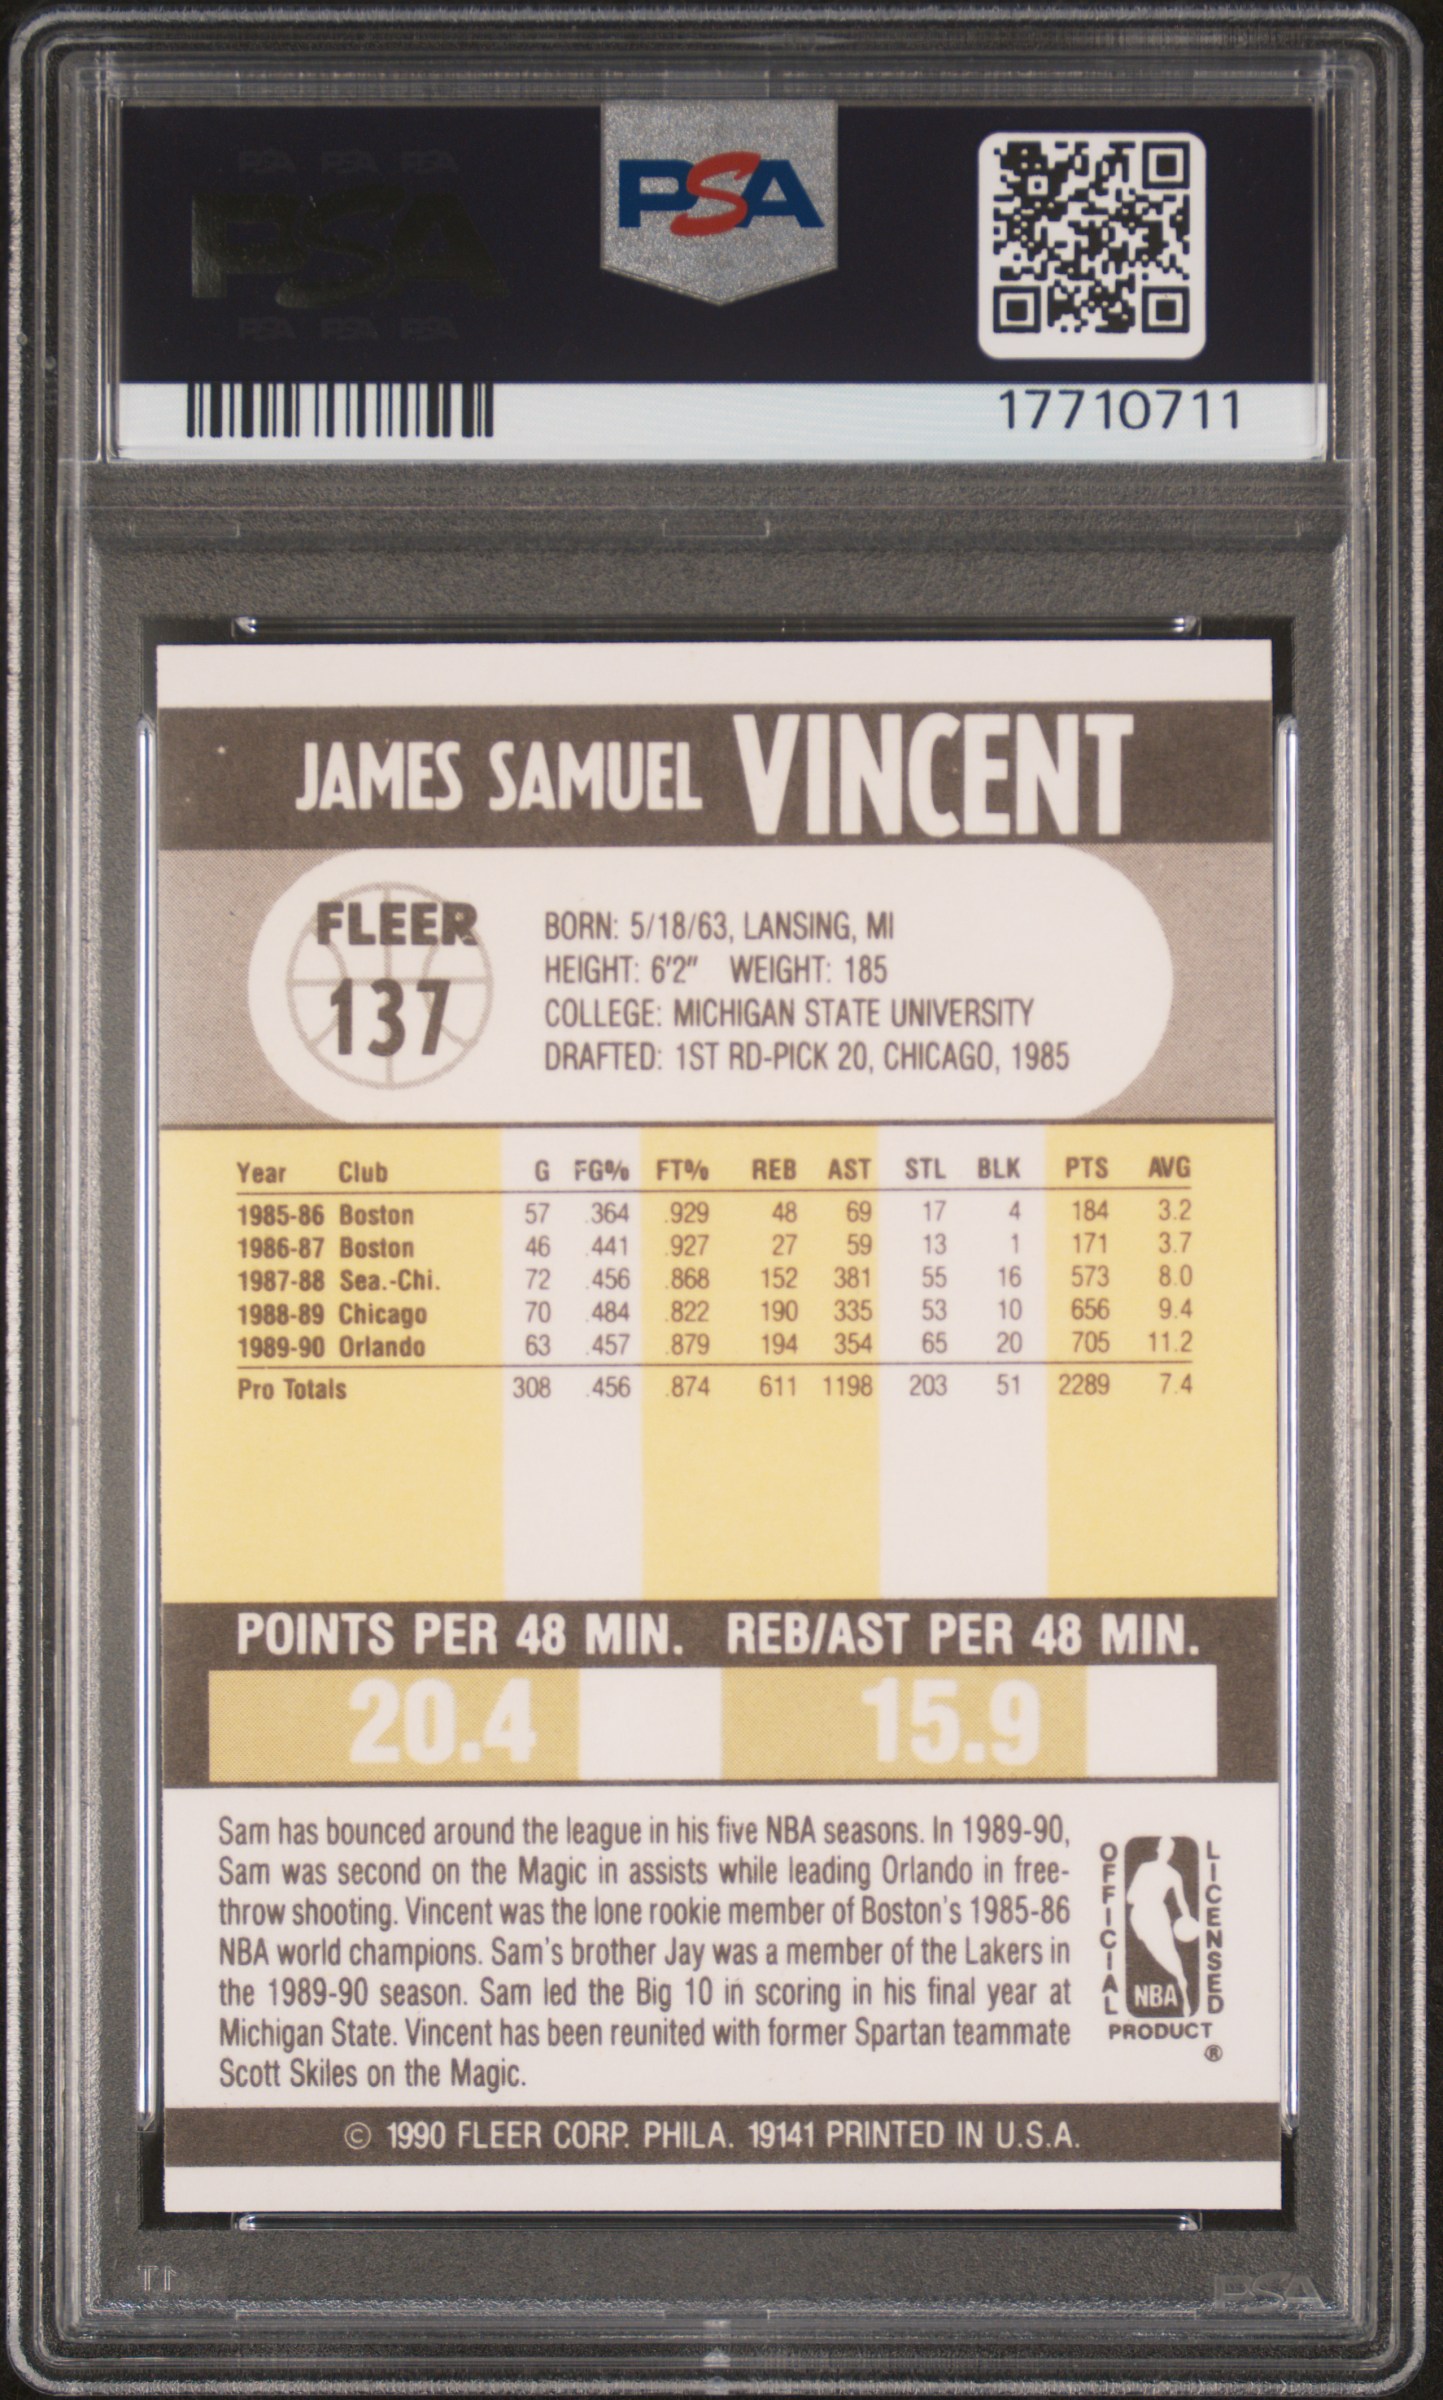 PSA PSA PSA
PSA
PSA PSA PSA
PSA
17710711
JAMES SAMUEL VINCENT
FLEER
137
BORN: 5/18/63, LANSING, MI
HEIGHT: 6'2" WEIGHT: 185
COLLEGE: MICHIGAN STATE UNIVERSITY
DRAFTED: 1ST RD-PICK 20, CHICAGO, 1985
Year Club G FG% FT% REB AST STL BLK PTS AVG
1985-86 Boston 57 .364 .929 48 69 17 4 184 3.2
1986-87 Boston 46 .441 .927 27 59 13 1 171 3.7
1987-88 Sea.-Chi. 72 .456 .868 152 381 55 16 573 8.0
1988-89 Chicago 70 .484 .822 190 335 53 10 656 9.4
1989-90 Orlando 63 .457 .879 194 354 65 20 705 11.2
Pro Totals 308 .456 .874 611 1198 203 51 2289 7.4
POINTS PER 48 MIN. REB/AST PER 48 MIN.
20.4 15.9
Sam has bounced around the league in his five NBA seasons. In 1989-90,
Sam was second on the Magic in assists while leading Orlando in free-
throw shooting. Vincent was the lone rookie member of Boston's 1985-86
NBA world champions. Sam's brother Jay was a member of the Lakers in
the 1989-90 season. Sam led the Big 10 in scoring in his final year at
Michigan State. Vincent has been reunited with former Spartan teammate
Scott Skiles on the Magic.
OFFICIAL
NBA
LICENSED
PRODUCT
®
© 1990 FLEER CORP. PHILA. 19141 PRINTED IN U.S.A.
PSA